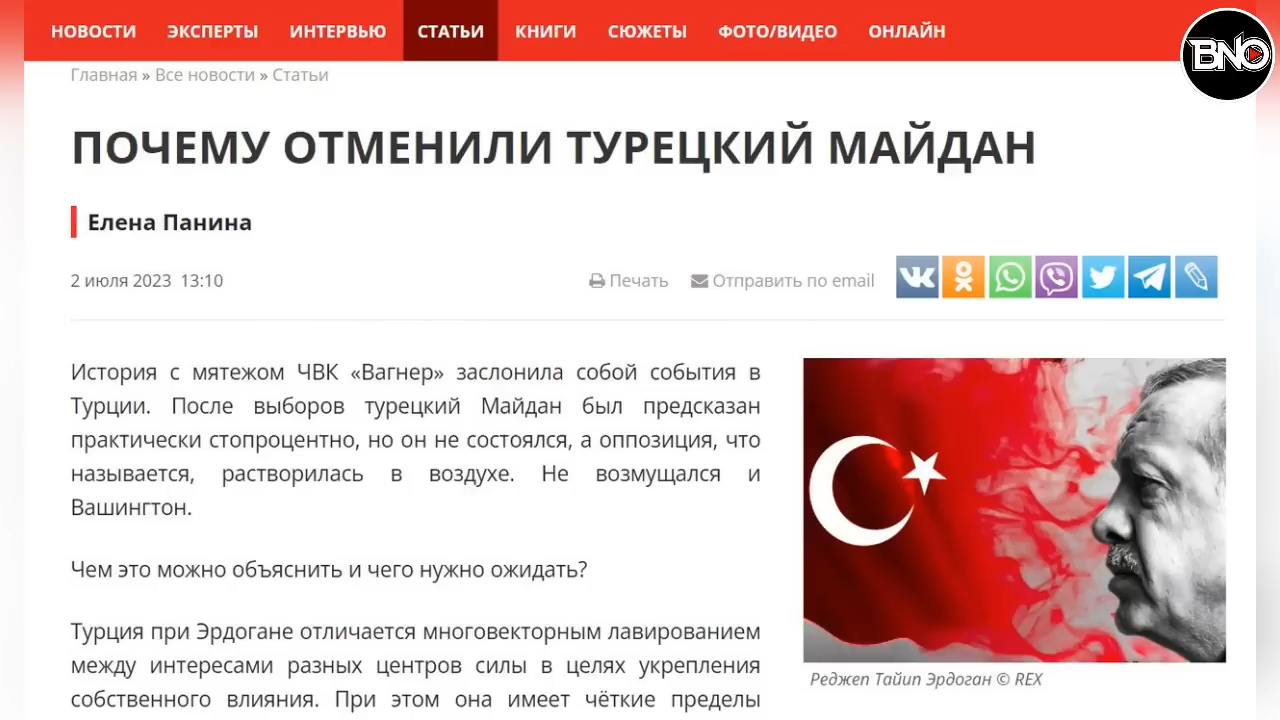 НОВОСТИ ЭКСПЕРТЫ ИНТЕРВЬЮ СТАТЬИ КНИГИ СЮЖЕТЫ ФОТО/ВИДЕО ОНЛАЙН
BNO
Главная » Все новости » Статьи
ПОЧЕМУ ОТМЕНИЛИ ТУРЕЦКИЙ МАЙДАН
Елена Панина
2 июля 2023 13:10
Печать Отправить по email
История с мятежом ЧВК «Вагнер» заслонила собой события в
Турции. После выборов турецкий Майдан был предсказан
практически стопроцентно, но он не состоялся, а оппозиция, что
называется, растворилась в воздухе. Не возмущался и
Вашингтон.
Чем это можно объяснить и чего нужно ожидать?
Турция при Эрдогане отличается многовекторным лавированием
между интересами разных центров силы в целях укрепления
собственного влияния. При этом она имеет чёткие пределы
Реджеп Тайип Эрдоган © REX